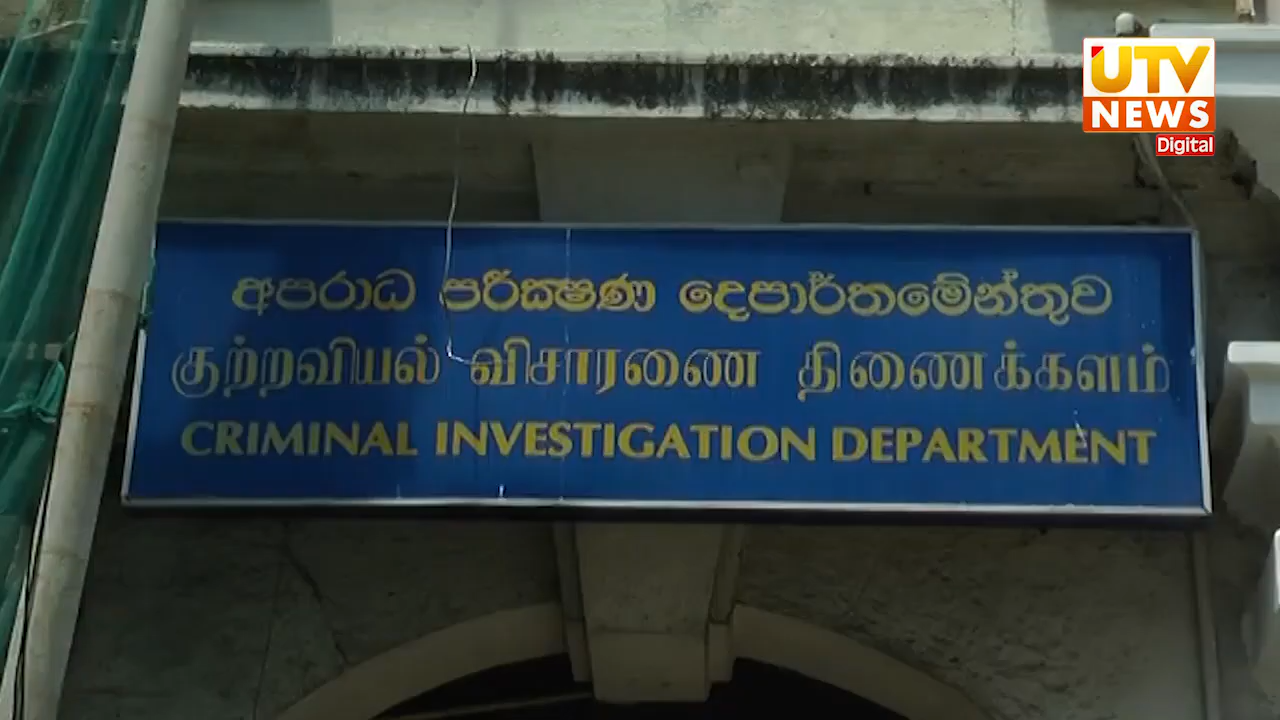 UTV
NEWS
Digital
අපරාධ පරීක්ෂණ දෙපාර්තමේන්තුව
குற்றவியல் விசாரணை திணைக்களம்
CRIMINAL INVESTIGATION DEPARTMENT